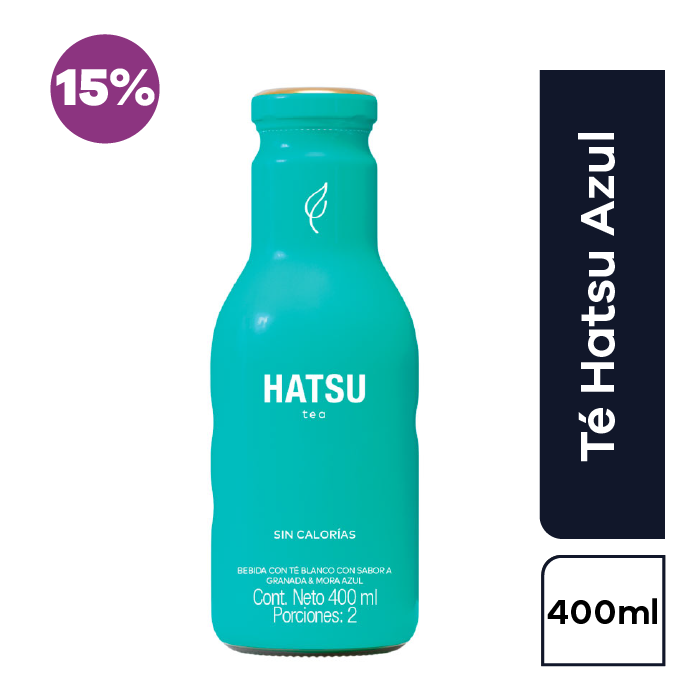 15%
HATSU
tea
SIN CALORÍAS
BEBIDA CON TÉ BLANCO CON SABOR A
GRANADA & MORA AZUL
Cont. Neto 400 ml
Porciones: 2
Té Hatsu Azul
400ml